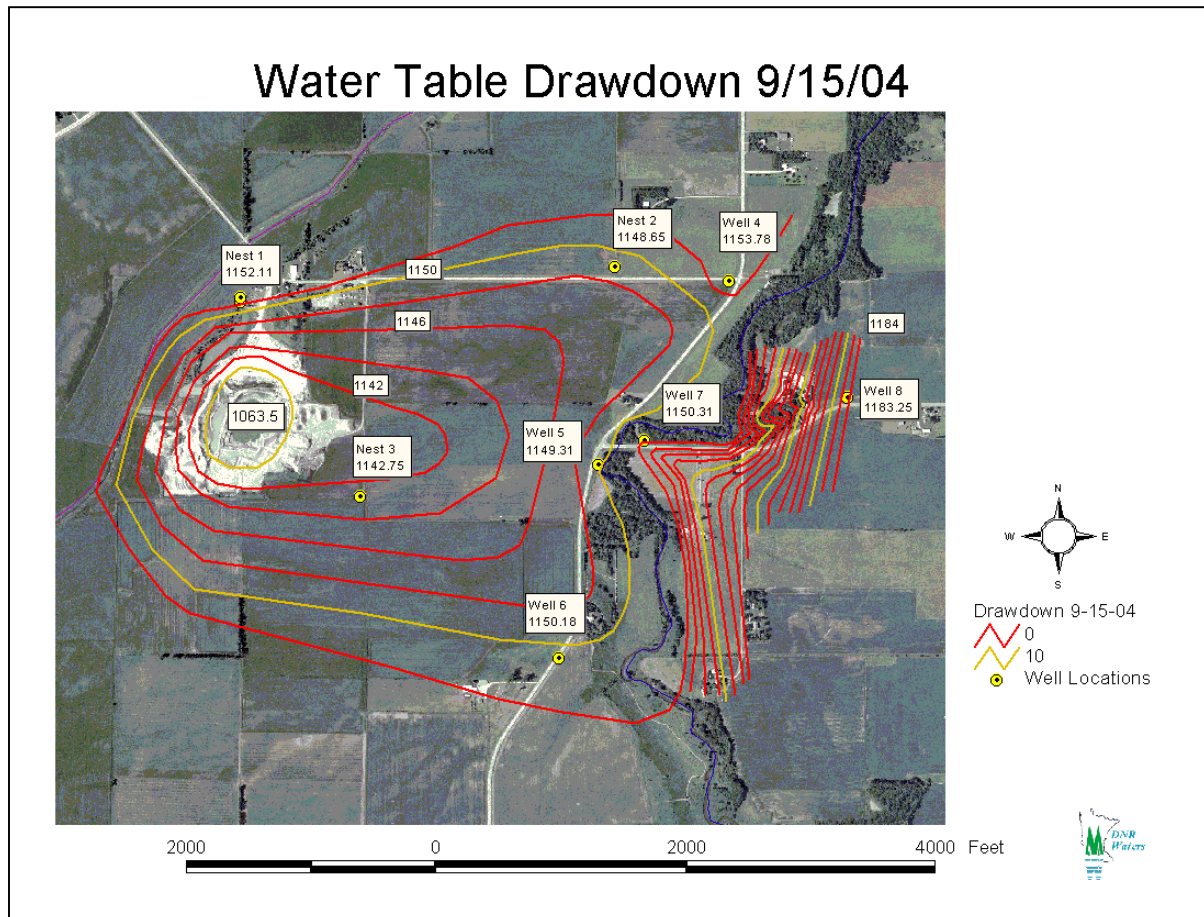 Water Table Drawdown 9/15/04
Nest 2
1148.65
Well 4
1153.78
Nest 1
1152.11
1150
1146
1184
1142
Well 7
1150.31
Well 8
1183.25
1063.5
Well 5
1149.31
Nest 3
1142.75
N
W
E
S
Well 6
1150.18
Drawdown 9-15-04
0
10
Well Locations
2000
0
2000
4000
Feet
DNR
Waters